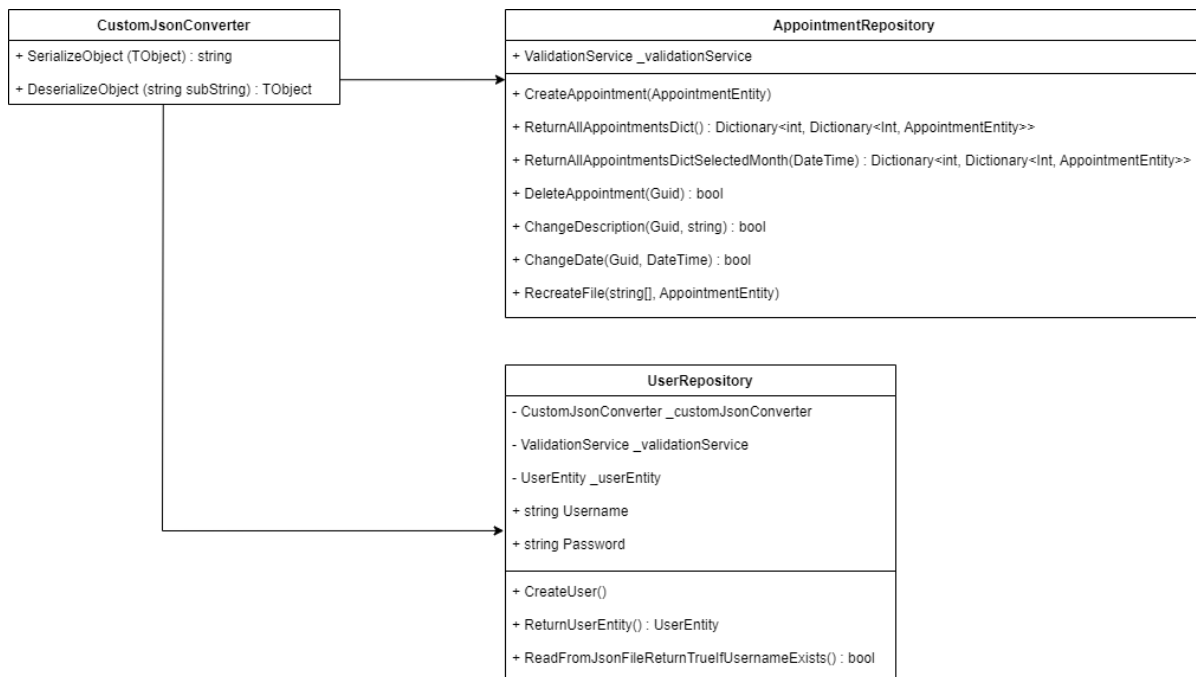 CustomJsonConverter
+ SerializeObject (TObject) : string
+ DeserializeObject (string subString) : TObject
AppointmentRepository
+ ValidationService _validationService
+ CreateAppointment(AppointmentEntity)
+ ReturnAllAppointmentsDict() : Dictionary<int, Dictionary<Int, AppointmentEntity>>
+ ReturnAllAppointmentsDictSelectedMonth(DateTime) : Dictionary<int, Dictionary<Int, AppointmentEntity>>
+ DeleteAppointment(Guid) : bool
+ ChangeDescription(Guid, string) : bool
+ ChangeDate(Guid, DateTime) : bool
+ RecreateFile(string[], AppointmentEntity)
UserRepository
- CustomJsonConverter _customJsonConverter
- ValidationService _validationService
- UserEntity _userEntity
+ string Username
+ string Password
+ CreateUser()
+ ReturnUserEntity() : UserEntity
+ ReadFromJsonFileReturnTrueIfUsernameExists() : bool